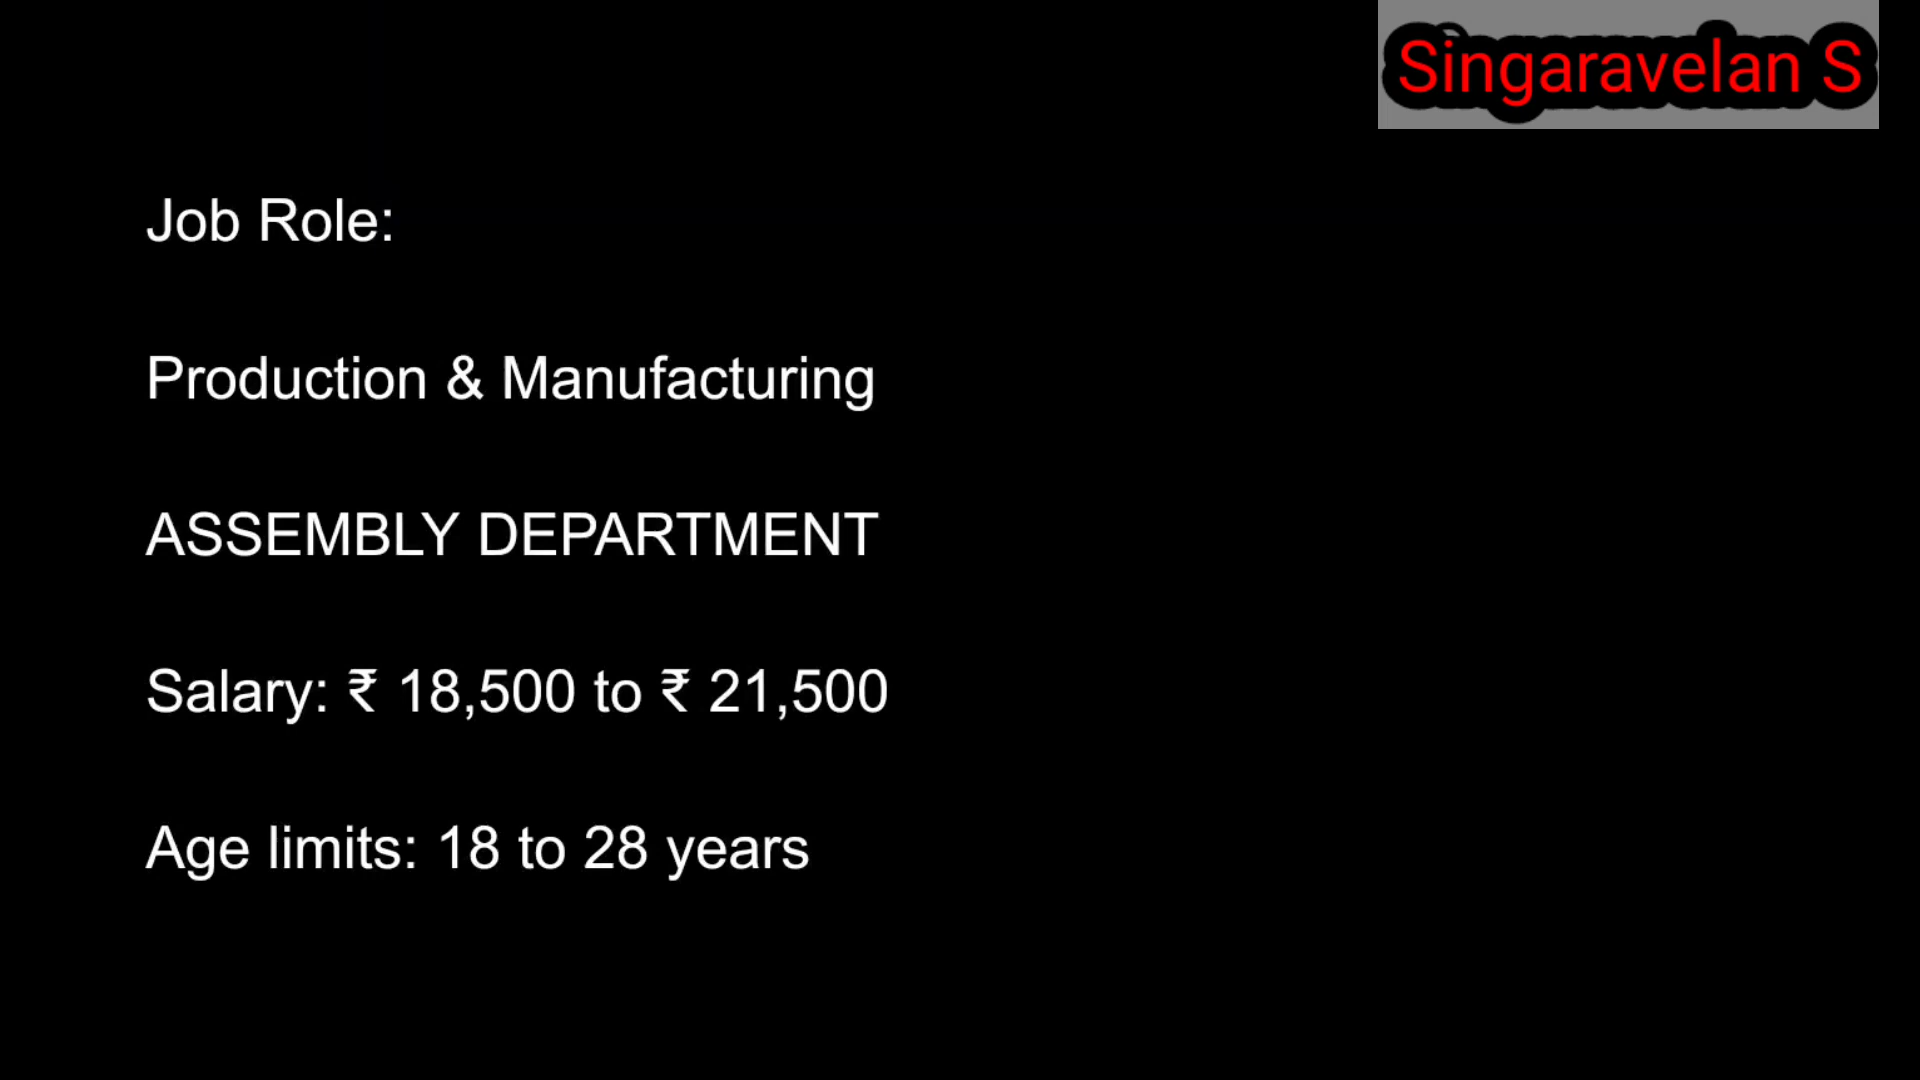 Singaravelan S
Job Role:
Production & Manufacturing
ASSEMBLY DEPARTMENT
Salary: ₹ 18,500 to ₹ 21,500
Age limits: 18 to 28 years